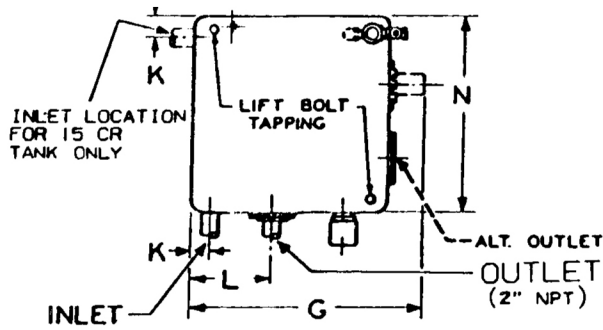 K
INLET LOCATION
FOR 15 CR
TANK ONLY
LIFT BOLT
TAPPING
N
K
L
G
INLET
ALT. OUTLET
OUTLET
(2" NPT)